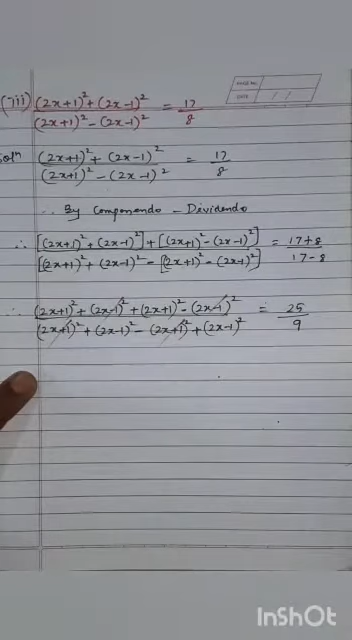 PAGE NO.
DATE / /
(vii) (2x+1)² + (2x-1)² / (2x+1)² - (2x-1)² = 17/8
Solⁿ (2x+1)² + (2x-1)² / (2x+1)² - (2x-1)² = 17/8
∴ By Componendo - Dividendo
∴ [(2x+1)² + (2x-1)²] + [(2x+1)² - (2x-1)²] / [(2x+1)² + (2x-1)² - [(2x+1)² - (2x-1)²] = 17+8 / 17-8
∴ (2x+1)² + (2x-1)² + (2x+1)² - (2x-1)² / (2x+1)² + (2x-1)² - (2x+1)² + (2x-1)² = 25/9
InShOt